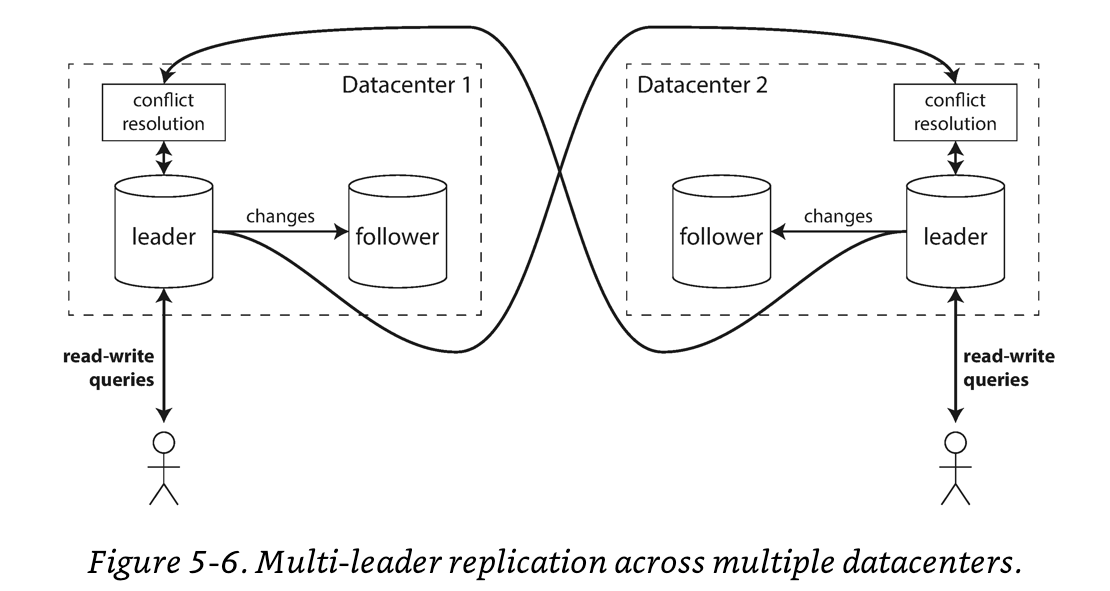 Datacenter 1
conflict
resolution
leader
changes
follower
read-write
queries
Datacenter 2
conflict
resolution
follower
changes
leader
read-write
queries
Figure 5-6. Multi-leader replication across multiple datacenters.